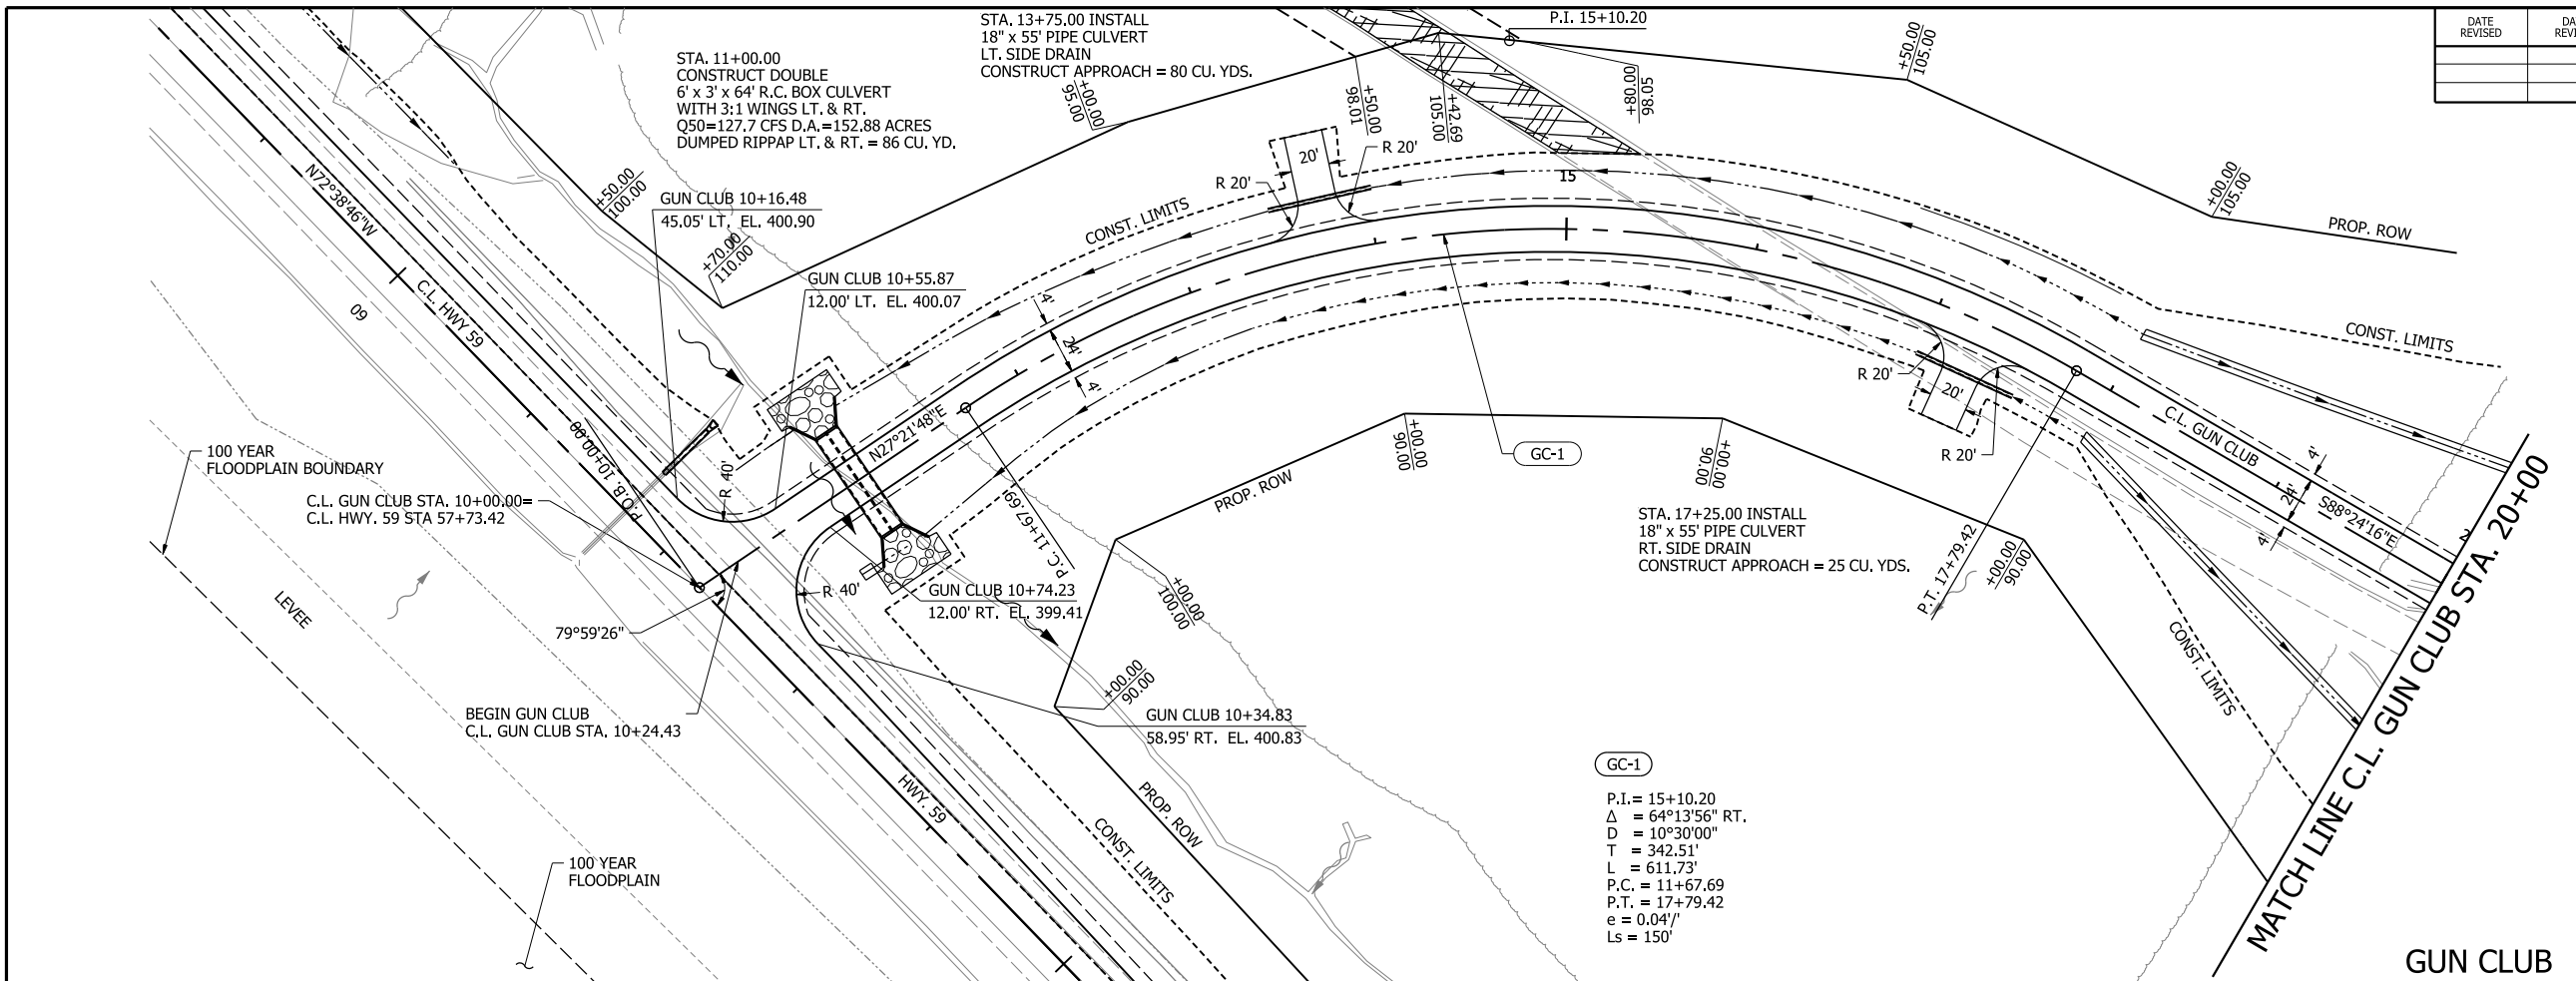 STA. 13+75.00 INSTALL
18" x 55' PIPE CULVERT
LT. SIDE DRAIN
CONSTRUCT APPROACH = 80 CU. YDS.
P.I. 15+10.20
DATE
REVISED
STA. 11+00.00
CONSTRUCT DOUBLE
6' x 3' x 64' R.C. BOX CULVERT
WITH 3:1 WINGS LT. & RT.
Q50=127.7 CFS D.A.=152.88 ACRES
DUMPED RIPPAP LT. & RT. = 86 CU. YD.
+00.00
95.00
+50.00
98.01
+42.69
105.00
+80.00
98.05
+50.00
105.00
+00.00
105.00
PROP. ROW
CONST. LIMITS
N72°38'46"W
C.L. HWY 59
60
+50.00
100.00
GUN CLUB 10+16.48
45.05' LT. EL. 400.90
+70.00
110.00
GUN CLUB 10+55.87
12.00' LT. EL. 400.07
CONST. LIMITS
R 20'
20'
R 20'
15
4'
24'
4'
N27°21'48"E
P.C. 11+67.69
R 40'
P.O.B. 10+00.00
100 YEAR
FLOODPLAIN BOUNDARY
C.L. GUN CLUB STA. 10+00.00=
C.L. HWY. 59 STA 57+73.42
LEVEE
79°59'26"
R 40'
GUN CLUB 10+74.23
12.00' RT. EL. 399.41
BEGIN GUN CLUB
C.L. GUN CLUB STA. 10+24.43
GUN CLUB 10+34.83
58.95' RT. EL. 400.83
100 YEAR
FLOODPLAIN
HWY. 59
CONST. LIMITS
PROP. ROW
+00.00
90.00
+00.00
100.00
PROP. ROW
+00.00
90.00
GC-1
+00.00
90.00
STA. 17+25.00 INSTALL
18" x 55' PIPE CULVERT
RT. SIDE DRAIN
CONSTRUCT APPROACH = 25 CU. YDS.
R 20'
20'
R 20'
P.T. 17+79.42
+00.00
90.00
C.L. GUN CLUB
4'
24'
4'
S88°24'16"E
CONST. LIMITS
MATCH LINE C.L. GUN CLUB STA. 20+00
GC-1
P.I. = 15+10.20
Δ = 64°13'56" RT.
D = 10°30'00"
T = 342.51'
L = 611.73'
P.C. = 11+67.69
P.T. = 17+79.42
e = 0.04'/'
Ls = 150'
GUN CLUB